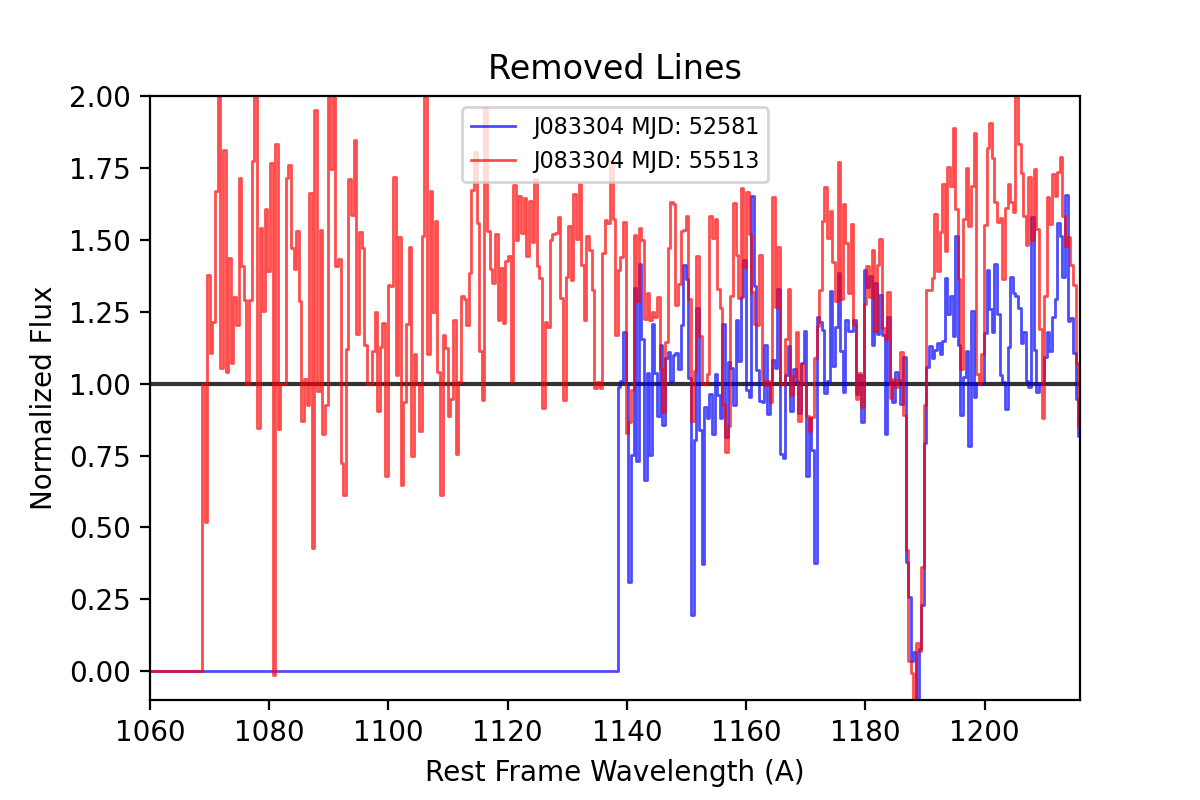 Removed Lines
J083304 MJD: 52581
J083304 MJD: 55513
Normalized Flux
2.00
1.75
1.50
1.25
1.00
0.75
0.50
0.25
0.00
1060 1080 1100 1120 1140 1160 1180 1200
Rest Frame Wavelength (A)